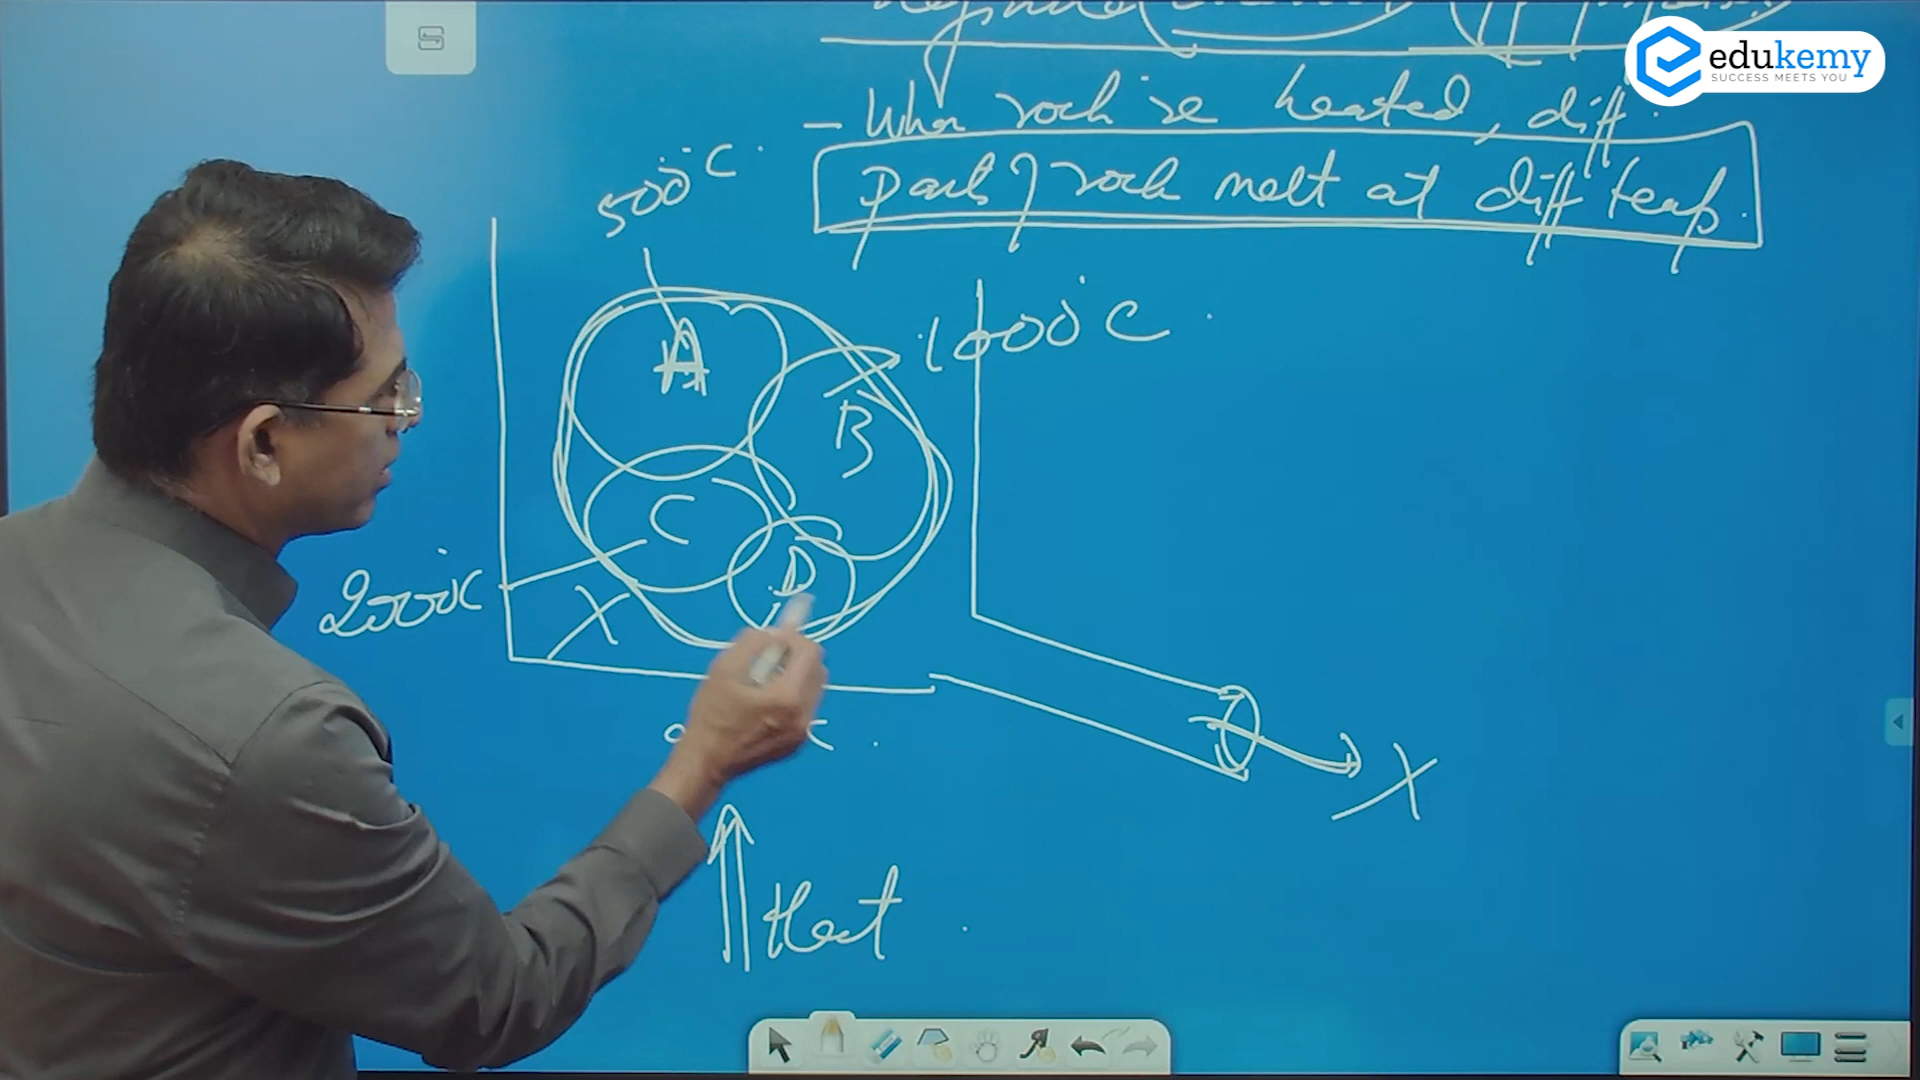 edukemy
SUCCESS MEETS YOU
- When rock is heated, diff.
parts of rock melt at diff temp.
500°C
1000°C
A
B
C
D
2000°C
X
X
Heat